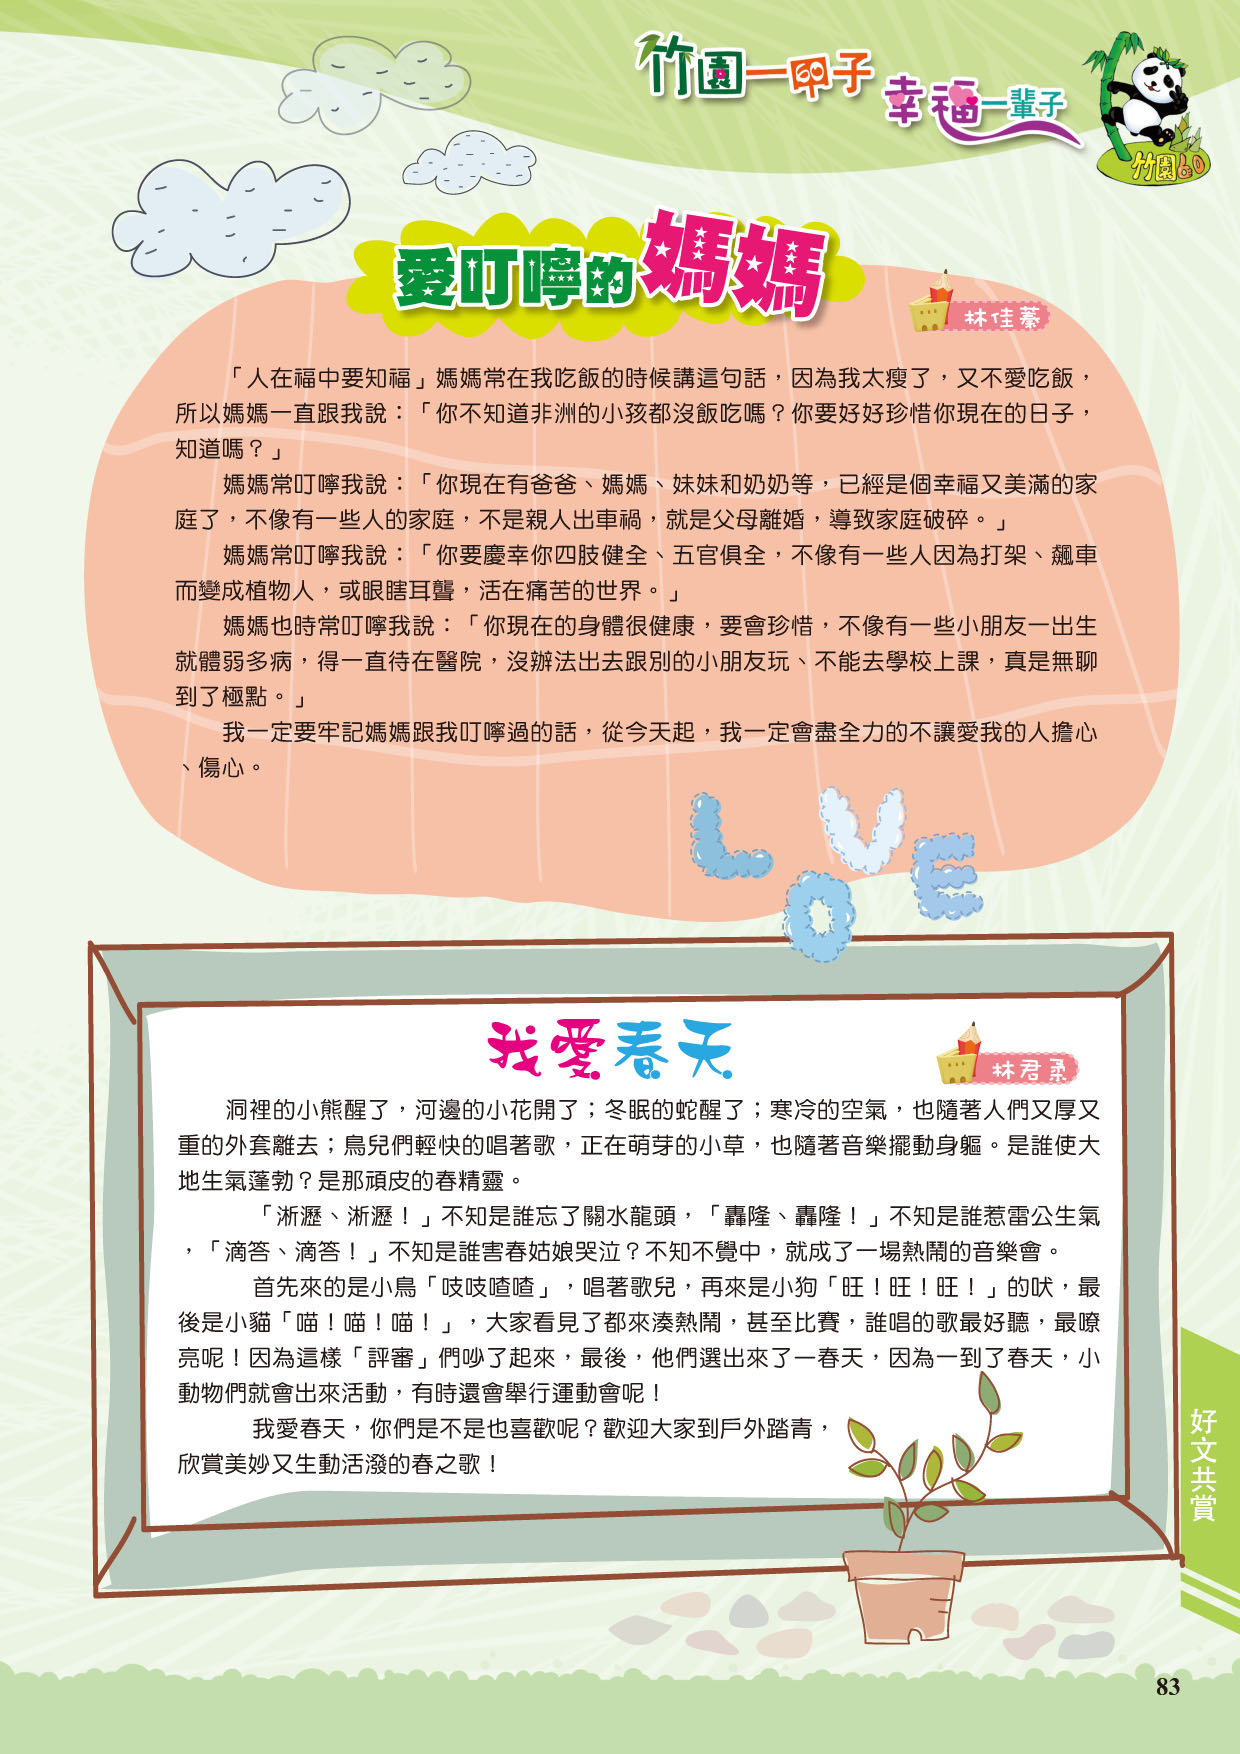 竹園一甲子
幸福一輩子
竹園60
愛叮嚀的媽媽
林佳蓁
「人在福中要知福」媽媽常在我吃飯的時候講這句話，因為我太瘦了，又不愛吃飯，
所以媽媽一直跟我說：「你不知道非洲的小孩都沒飯吃嗎？你要好好珍惜你現在的日子，
知道嗎？」
媽媽常叮嚀我說：「你現在有爸爸、媽媽、妹妹和奶奶等，已經是個幸福又美滿的家
庭了，不像有一些人的家庭，不是親人出車禍，就是父母離婚，導致家庭破碎。」
媽媽常叮嚀我說：「你要慶幸你四肢健全、五官俱全，不像有一些人因為打架、飆車
而變成植物人，或眼瞎耳聾，活在痛苦的世界。」
媽媽也時常叮嚀我說：「你現在的身體很健康，要會珍惜，不像有一些小朋友一出生
就體弱多病，得一直待在醫院，沒辦法出去跟別的小朋友玩、不能去學校上課，真是無聊
到了極點。」
我一定要牢記媽媽跟我叮嚀過的話，從今天起，我一定會盡全力的不讓愛我的人擔心
、傷心。
LOVE
我愛春天
林君柔
洞裡的小熊醒了，河邊的小花開了；冬眠的蛇醒了；寒冷的空氣，也隨著人們又厚又
重的外套離去；鳥兒們輕快的唱著歌，正在萌芽的小草，也隨著音樂擺動身軀。是誰使大
地生氣蓬勃？是那頑皮的春精靈。
「淅瀝、淅瀝！」不知是誰忘了關水龍頭，「轟隆、轟隆！」不知是誰惹雷公生氣
，「滴答、滴答！」不知是誰害春姑娘哭泣？不知不覺中，就成了一場熱鬧的音樂會。
首先來的是小鳥「吱吱喳喳」，唱著歌兒，再來是小狗「旺！旺！旺！」的吠，最
後是小貓「喵！喵！喵！」，大家看見了都來湊熱鬧，甚至比賽，誰唱的歌最好聽，最嘹
亮呢！因為這樣「評審」們吵了起來，最後，他們選出來了—春天，因為一到了春天，小
動物們就會出來活動，有時還會舉行運動會呢！
我愛春天，你們是不是也喜歡呢？歡迎大家到戶外踏青，
欣賞美妙又生動活潑的春之歌！
好文共賞
83